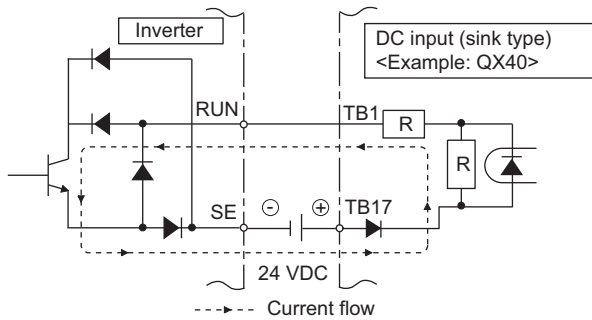 Inverter
DC input (sink type)
<Example: QX40>
RUN
TB1
R
R
SE
⊖
⊕
TB17
24 VDC
Current flow